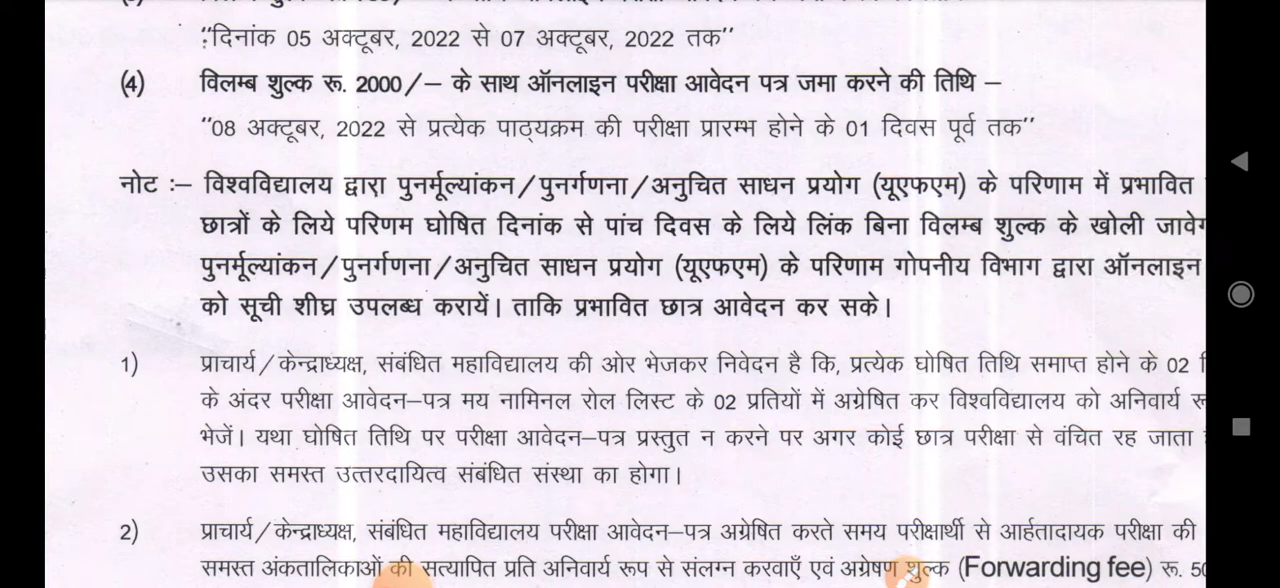 "दिनांक 05 अक्टूबर, 2022 से 07 अक्टूबर, 2022 तक"
(4) विलम्ब शुल्क रू. 2000/– के साथ ऑनलाइन परीक्षा आवेदन पत्र जमा करने की तिथि –
"08 अक्टूबर, 2022 से प्रत्येक पाठ्यक्रम की परीक्षा प्रारम्भ होने के 01 दिवस पूर्व तक"
नोट :– विश्वविद्यालय द्वारा पुनर्मूल्यांकन/पुनर्गणना/अनुचित साधन प्रयोग (यूएफएम) के परिणाम में प्रभावित
छात्रों के लिये परिणम घोषित दिनांक से पांच दिवस के लिये लिंक बिना विलम्ब शुल्क के खोली
पुनर्मूल्यांकन/पुनर्गणना/अनुचित साधन प्रयोग (यूएफएम) के परिणाम गोपनीय विभाग द्वारा ऑनलाइन
को सूची शीघ्र उपलब्ध करायें। ताकि प्रभावित छात्र आवेदन कर सके।
1) प्राचार्य/केन्द्राध्यक्ष, संबंधित महाविद्यालय की ओर भेजकर निवेदन है कि, प्रत्येक घोषित तिथि समाप्त होने के 02
के अंदर परीक्षा आवेदन–पत्र मय नामिनल रोल लिस्ट के 02 प्रतियों में अग्रेषित कर विश्वविद्यालय को अनिवार्य
भेजें। यथा घोषित तिथि पर परीक्षा आवेदन–पत्र प्रस्तुत न करने पर अगर कोई छात्र परीक्षा से वंचित रह जाता
उसका समस्त उत्तरदायित्व संबंधित संस्था का होगा।
2) प्राचार्य/केन्द्राध्यक्ष, संबंधित महाविद्यालय परीक्षा आवेदन–पत्र अग्रेषित करते समय परीक्षार्थी से आर्हतादायक परीक्षा की
समस्त अंकतालिकाओं की सत्यापित प्रति अनिवार्य रूप से संलग्न करवाएँ एवं अग्रेषण शुल्क (Forwarding fee) रू.